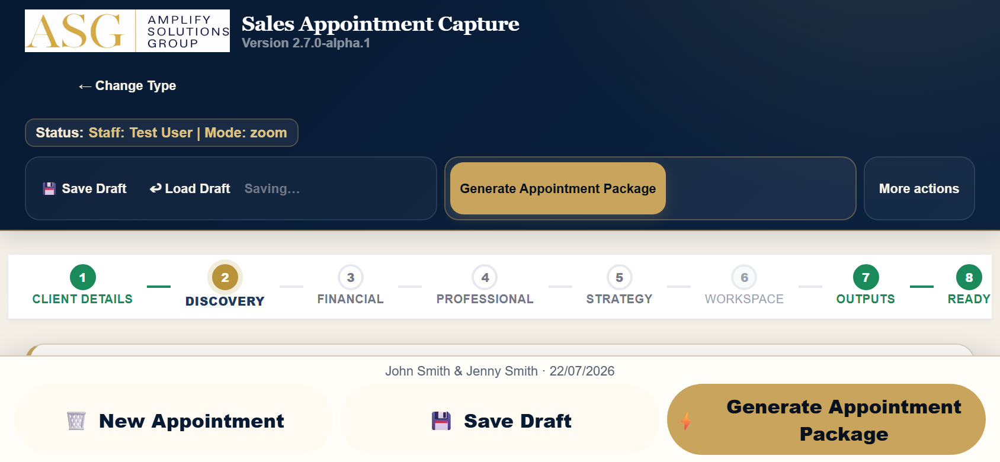 ASG
AMPLIFY
SOLUTIONS
GROUP
Sales Appointment Capture
Version 2.7.0-alpha.1
← Change Type
Status: Staff: Test User | Mode: zoom
Save Draft
Load Draft
Saving...
Generate Appointment Package
More actions
1
CLIENT DETAILS
2
DISCOVERY
3
FINANCIAL
4
PROFESSIONAL
5
STRATEGY
6
WORKSPACE
7
OUTPUTS
8
READY
John Smith & Jenny Smith · 22/07/2026
New Appointment
Save Draft
Generate Appointment
Package